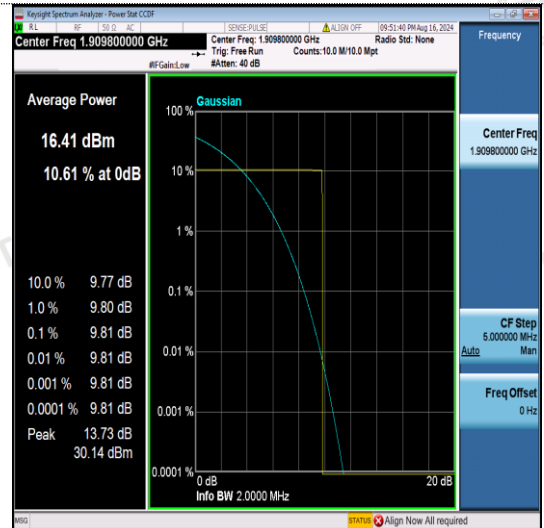 Keysight Spectrum Analyzer - Power Stat CCDF
RL RF 50 Ω AC SENSE:PULSE ALIGN OFF 09:51:40 PM Aug 16, 2024
Center Freq 1.909800000 GHz
Center Freq: 1.909800000 GHz Radio Std: None
Trig: Free Run Counts:10.0 M/10.0 Mpt
#IFGain:Low #Atten: 40 dB
Frequency
Average Power
16.41 dBm
10.61 % at 0dB
10.0 % 9.77 dB
1.0 % 9.80 dB
0.1 % 9.81 dB
0.01 % 9.81 dB
0.001 % 9.81 dB
0.0001 % 9.81 dB
Peak 13.73 dB
30.14 dBm
Gaussian
100 %
10 %
1 %
0.1 %
0.01 %
0.001 %
0.0001 %
0 dB 20 dB
Info BW 2.0000 MHz
Center Freq
1.909800000 GHz
CF Step
5.000000 MHz
Auto Man
Freq Offset
0 Hz
MSG STATUS Align Now All required